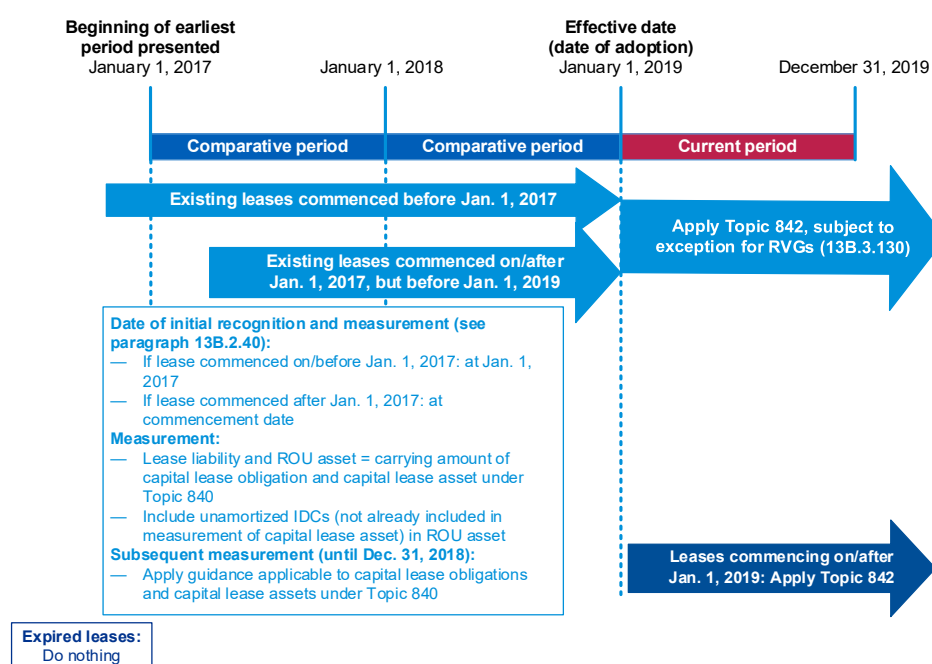 Beginning of earliest
period presented
January 1, 2017
January 1, 2018
Effective date
(date of adoption)
January 1, 2019
December 31, 2019
Comparative period
Comparative period
Current period
Existing leases commenced before Jan. 1, 2017
Existing leases commenced on/after
Jan. 1, 2017, but before Jan. 1, 2019
Apply Topic 842, subject to
exception for RVGs (13B.3.130)
Date of initial recognition and measurement (see
paragraph 13B.2.40):
— If lease commenced on/before Jan. 1, 2017: at Jan. 1,
2017
— If lease commenced after Jan. 1, 2017: at
commencement date
Measurement:
— Lease liability and ROU asset = carrying amount of
capital lease obligation and capital lease asset under
Topic 840
— Include unamortized IDCs (not already included in
measurement of capital lease asset) in ROU asset
Subsequent measurement (until Dec. 31, 2018):
— Apply guidance applicable to capital lease obligations
and capital lease assets under Topic 840
Leases commencing on/after
Jan. 1, 2019: Apply Topic 842
Expired leases:
Do nothing